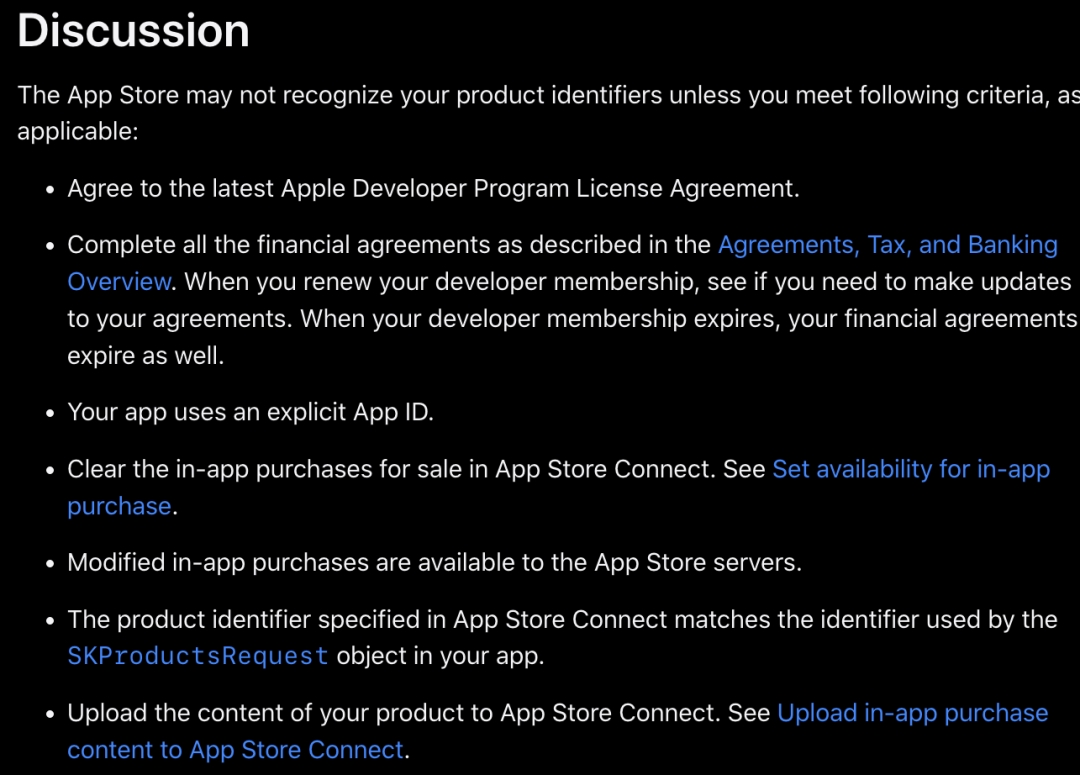 Discussion
The App Store may not recognize your product identifiers unless you meet following criteria, as
applicable:
• Agree to the latest Apple Developer Program License Agreement.
• Complete all the financial agreements as described in the Agreements, Tax, and Banking
Overview. When you renew your developer membership, see if you need to make updates
to your agreements. When your developer membership expires, your financial agreements
expire as well.
• Your app uses an explicit App ID.
• Clear the in-app purchases for sale in App Store Connect. See Set availability for in-app
purchase.
• Modified in-app purchases are available to the App Store servers.
• The product identifier specified in App Store Connect matches the identifier used by the
SKProductsRequest object in your app.
• Upload the content of your product to App Store Connect. See Upload in-app purchase
content to App Store Connect.